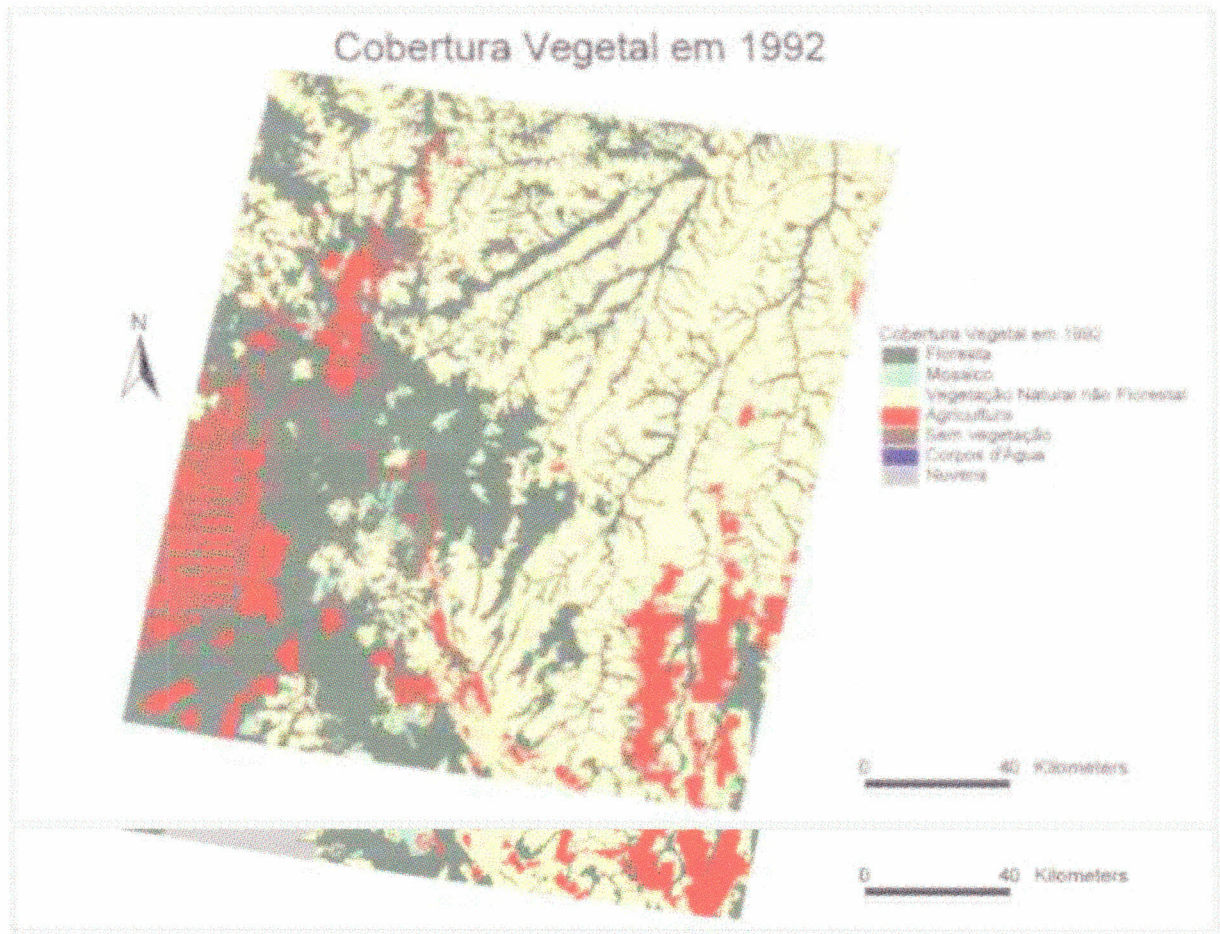 Cobertura Vegetal em 1992
N
Cobertura Vegetal em 1992
Floresta
Mosaico
Vegetação Natural não Florestal
Agricultura
Sem vegetação
Corpos d'Água
Nuvens
0 40 Kilometers
0 40 Kilometers